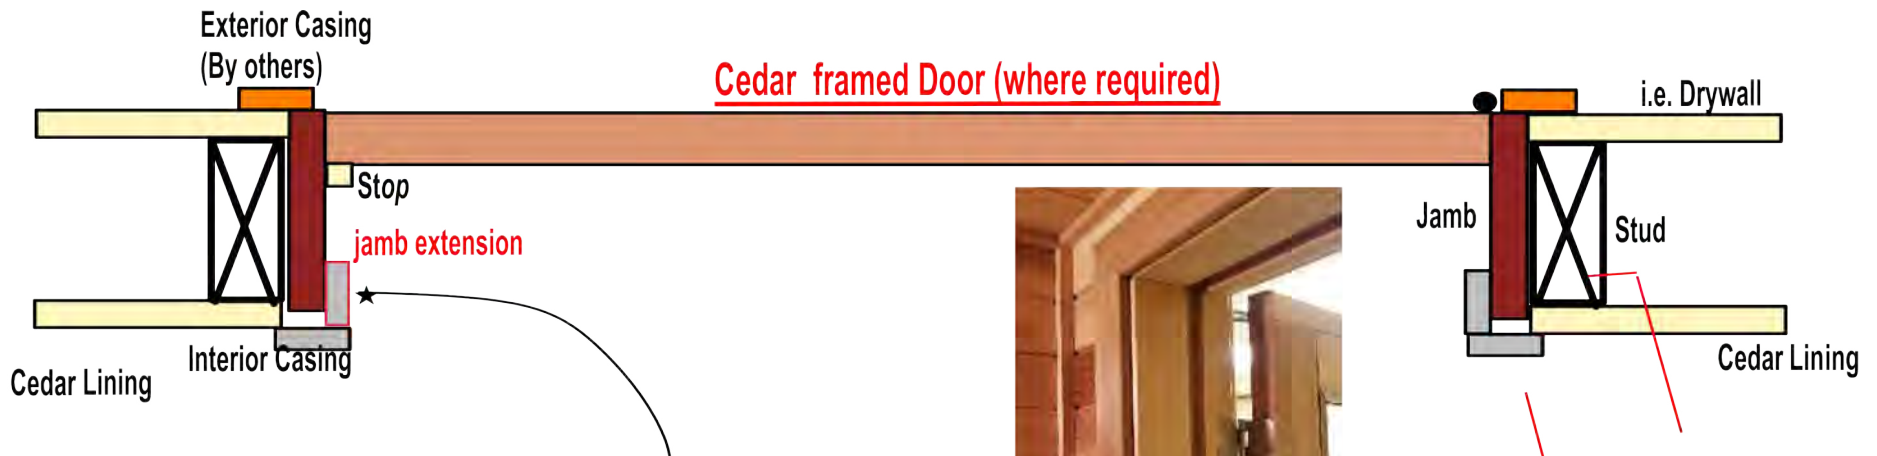 Exterior Casing
(By others)
Cedar framed Door (where required)
i.e. Drywall
Stop
jamb extension
Jamb
Stud
Interior Casing
Cedar Lining
Cedar Lining